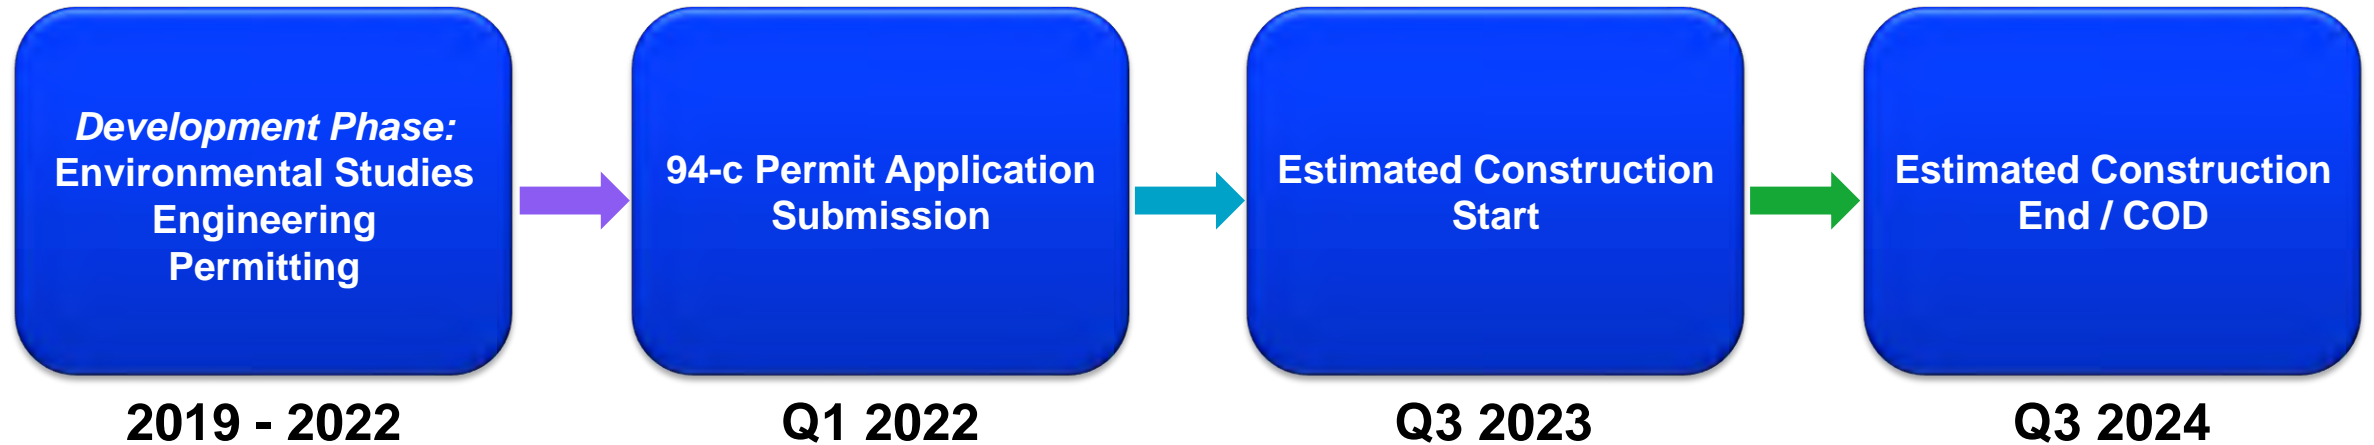 Development Phase:
Environmental Studies
Engineering
Permitting
94-c Permit Application
Submission
Estimated Construction
Start
Estimated Construction
End / COD
2019 - 2022
Q1 2022
Q3 2023
Q3 2024